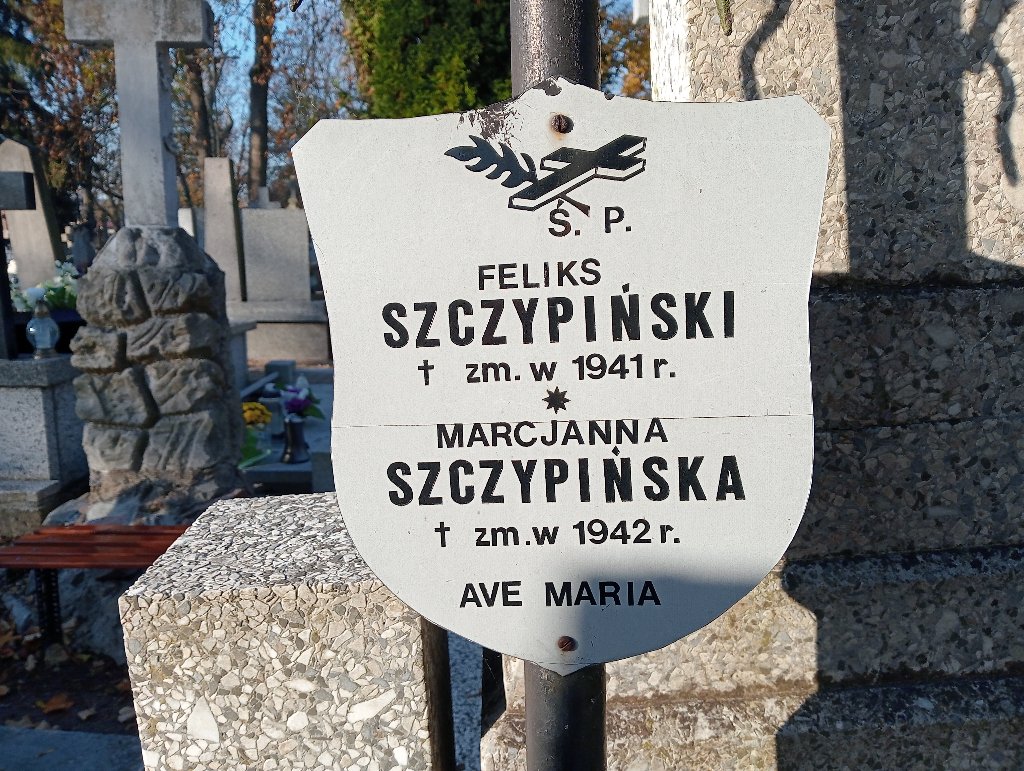 Ś. P.
FELIKS
SZCZYPIŃSKI
† zm. w 1941 r.
MARCJANNA
SZCZYPIŃSKA
† zm. w 1942 r.
AVE MARIA